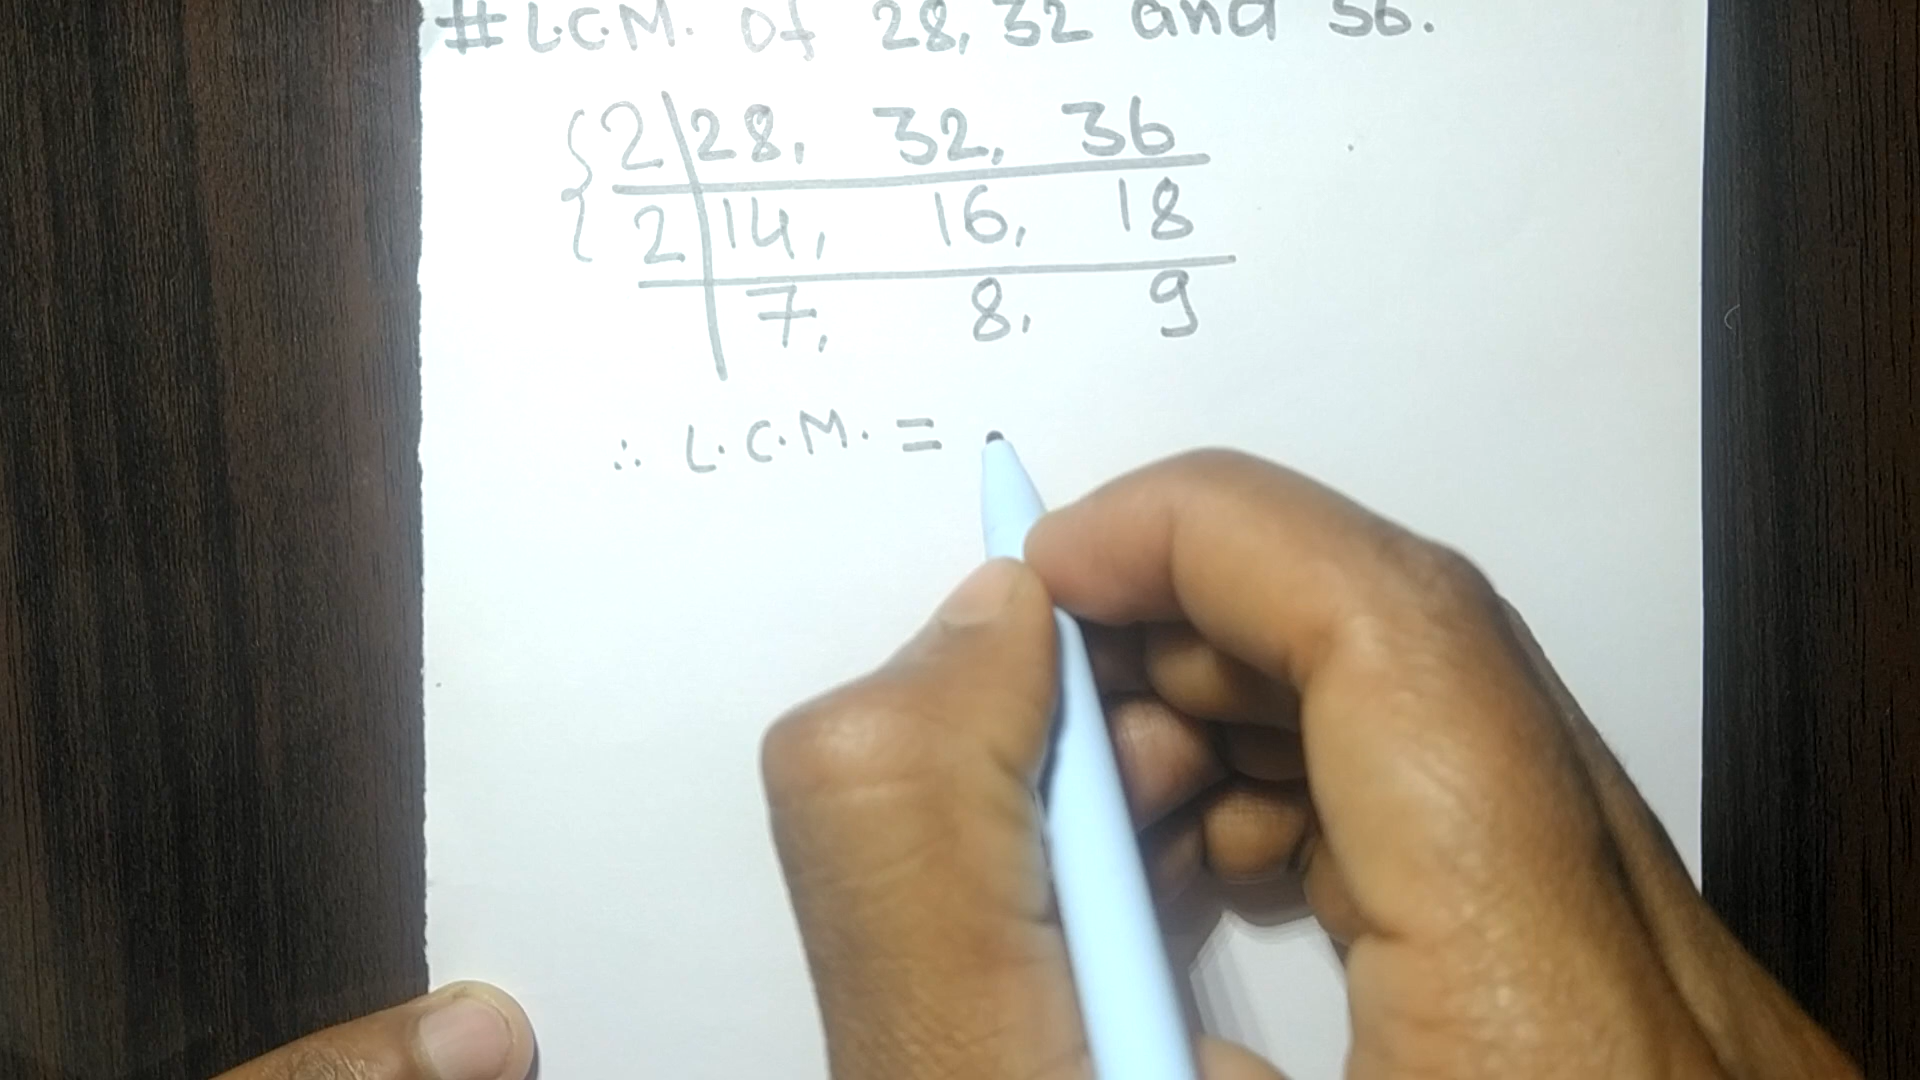 # L.C.M. of 28, 32 and 36.
2 28, 32, 36
2 14, 16, 18
7, 8, 9
∴ L.C.M. =